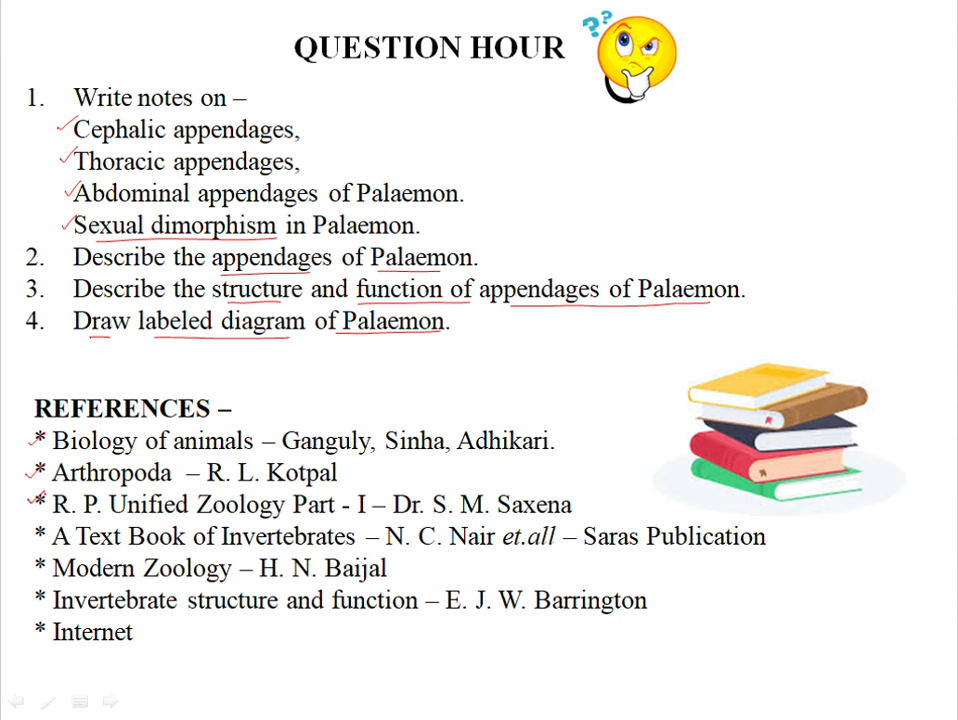 QUESTION HOUR
1. Write notes on –
Cephalic appendages,
Thoracic appendages,
Abdominal appendages of Palaemon.
Sexual dimorphism in Palaemon.
2. Describe the appendages of Palaemon.
3. Describe the structure and function of appendages of Palaemon.
4. Draw labeled diagram of Palaemon.
REFERENCES –
* Biology of animals – Ganguly, Sinha, Adhikari.
* Arthropoda – R. L. Kotpal
* R. P. Unified Zoology Part - I – Dr. S. M. Saxena
* A Text Book of Invertebrates – N. C. Nair et.all – Saras Publication
* Modern Zoology – H. N. Baijal
* Invertebrate structure and function – E. J. W. Barrington
* Internet